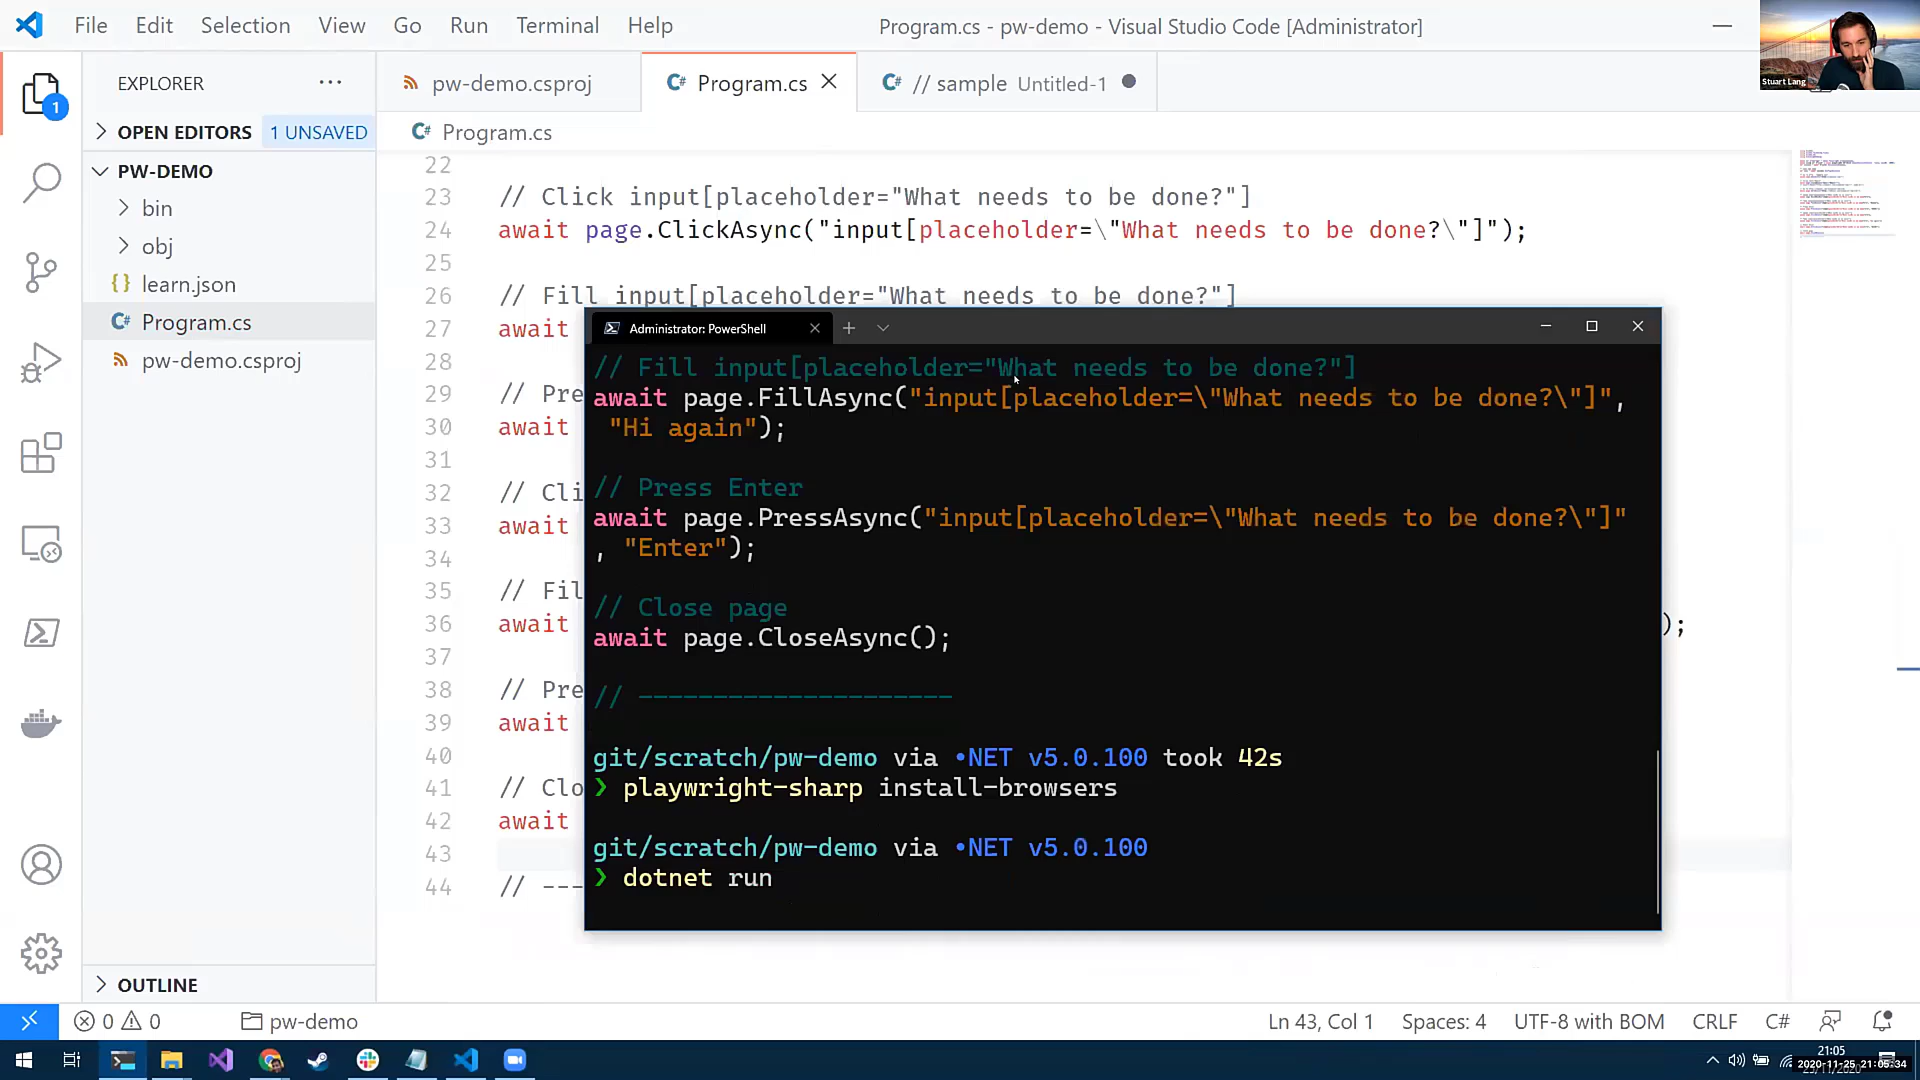 File Edit Selection View Go Run Terminal Help
Program.cs - pw-demo - Visual Studio Code [Administrator]
Stuart Lang
EXPLORER
1
OPEN EDITORS 1 UNSAVED
PW-DEMO
bin
obj
{} learn.json
C# Program.cs
pw-demo.csproj
OUTLINE
pw-demo.csproj
C# Program.cs
C# // sample Untitled-1
C# Program.cs
22
23 // Click input[placeholder="What needs to be done?"]
24 await page.ClickAsync("input[placeholder=\"What needs to be done?\"]");
25
26 // Fill input[placeholder="What needs to be done?"]
27 await
28
29 // Pre
30 await
31
32 // Cli
33 await
34
35 // Fil
36 await );
37
38 // Pre
39 await
40
41 // Clo
42 await
43
44 // ---
Administrator: PowerShell
// Fill input[placeholder="What needs to be done?"]
await page.FillAsync("input[placeholder=\"What needs to be done?\"]",
"Hi again");
// Press Enter
await page.PressAsync("input[placeholder=\"What needs to be done?\"]"
, "Enter");
// Close page
await page.CloseAsync();
// ---------------------
git/scratch/pw-demo via •NET v5.0.100 took 42s
❯ playwright-sharp install-browsers
git/scratch/pw-demo via •NET v5.0.100
❯ dotnet run
0 0 pw-demo
Ln 43, Col 1 Spaces: 4 UTF-8 with BOM CRLF C#
21:05
2020-11-25 21:05:34